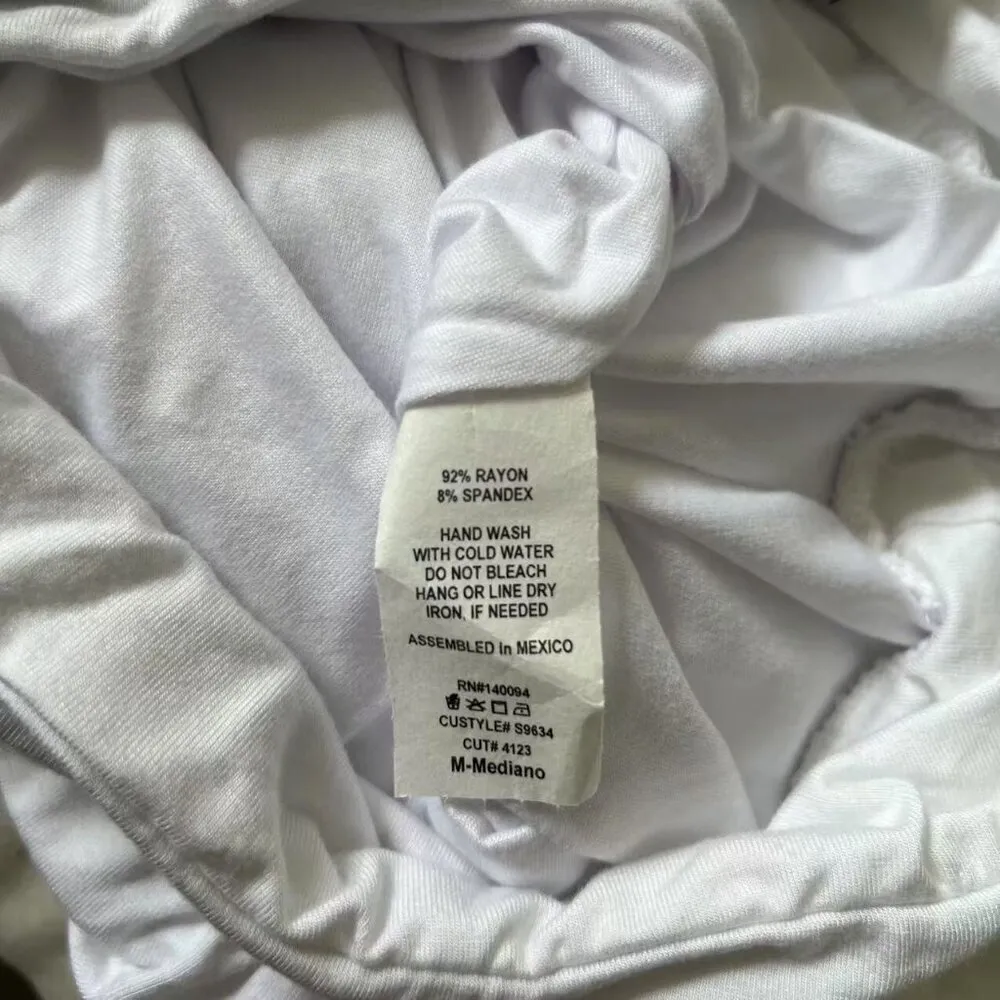 92% RAYON
8% SPANDEX
HAND WASH
WITH COLD WATER
DO NOT BLEACH
HANG OR LINE DRY
IRON, IF NEEDED
ASSEMBLED In MEXICO
RN#140094
CUSTYLE# S9634
CUT# 4123
M-Mediano